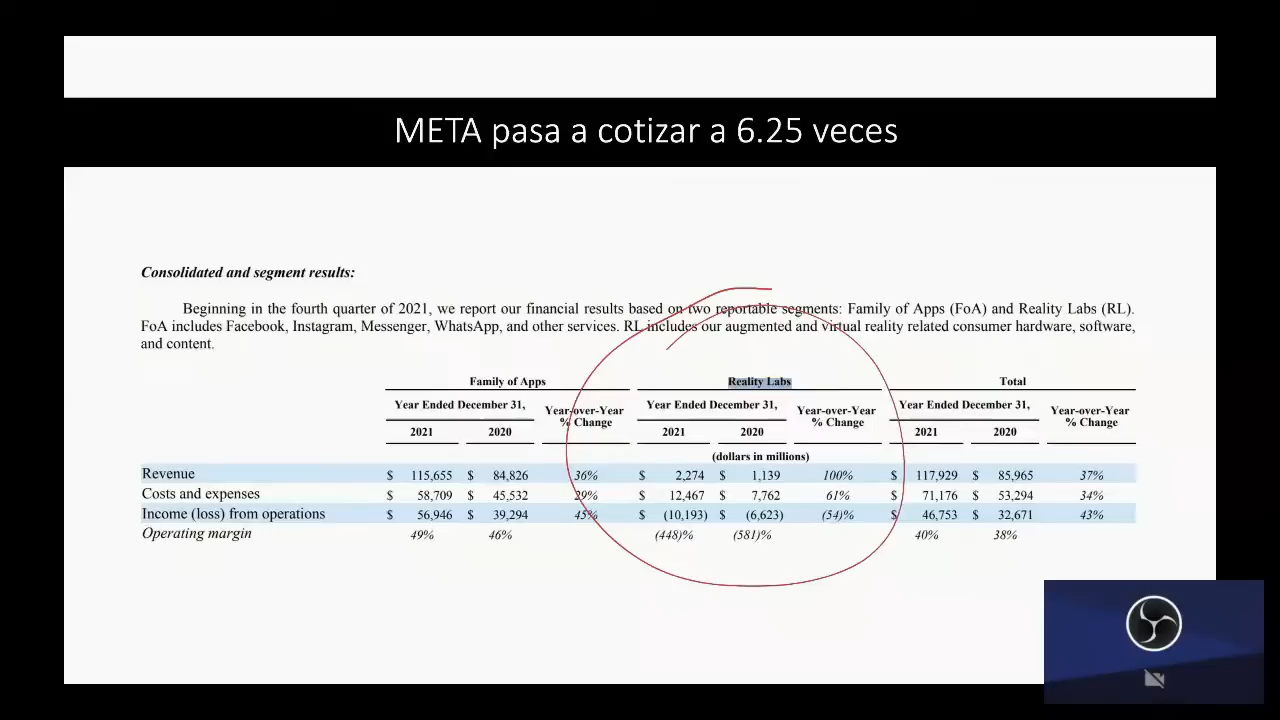 META pasa a cotizar a 6.25 veces
Consolidated and segment results:
Beginning in the fourth quarter of 2021, we report our financial results based on two reportable segments: Family of Apps (FoA) and Reality Labs (RL).
FoA includes Facebook, Instagram, Messenger, WhatsApp, and other services. RL includes our augmented and virtual reality related consumer hardware, software,
and content.
Family of Apps Reality Labs Total
Year Ended December 31, Year-over-Year % Change Year Ended December 31, Year-over-Year % Change Year Ended December 31, Year-over-Year % Change
2021 2020 2021 2020 2021 2020
(dollars in millions)
Revenue $ 115,655 $ 84,826 36% $ 2,274 $ 1,139 100% $ 117,929 $ 85,965 37%
Costs and expenses $ 58,709 $ 45,532 29% $ 12,467 $ 7,762 61% $ 71,176 $ 53,294 34%
Income (loss) from operations $ 56,946 $ 39,294 45% $ (10,193) $ (6,623) (54)% $ 46,753 $ 32,671 43%
Operating margin 49% 46% (448)% (581)% 40% 38%